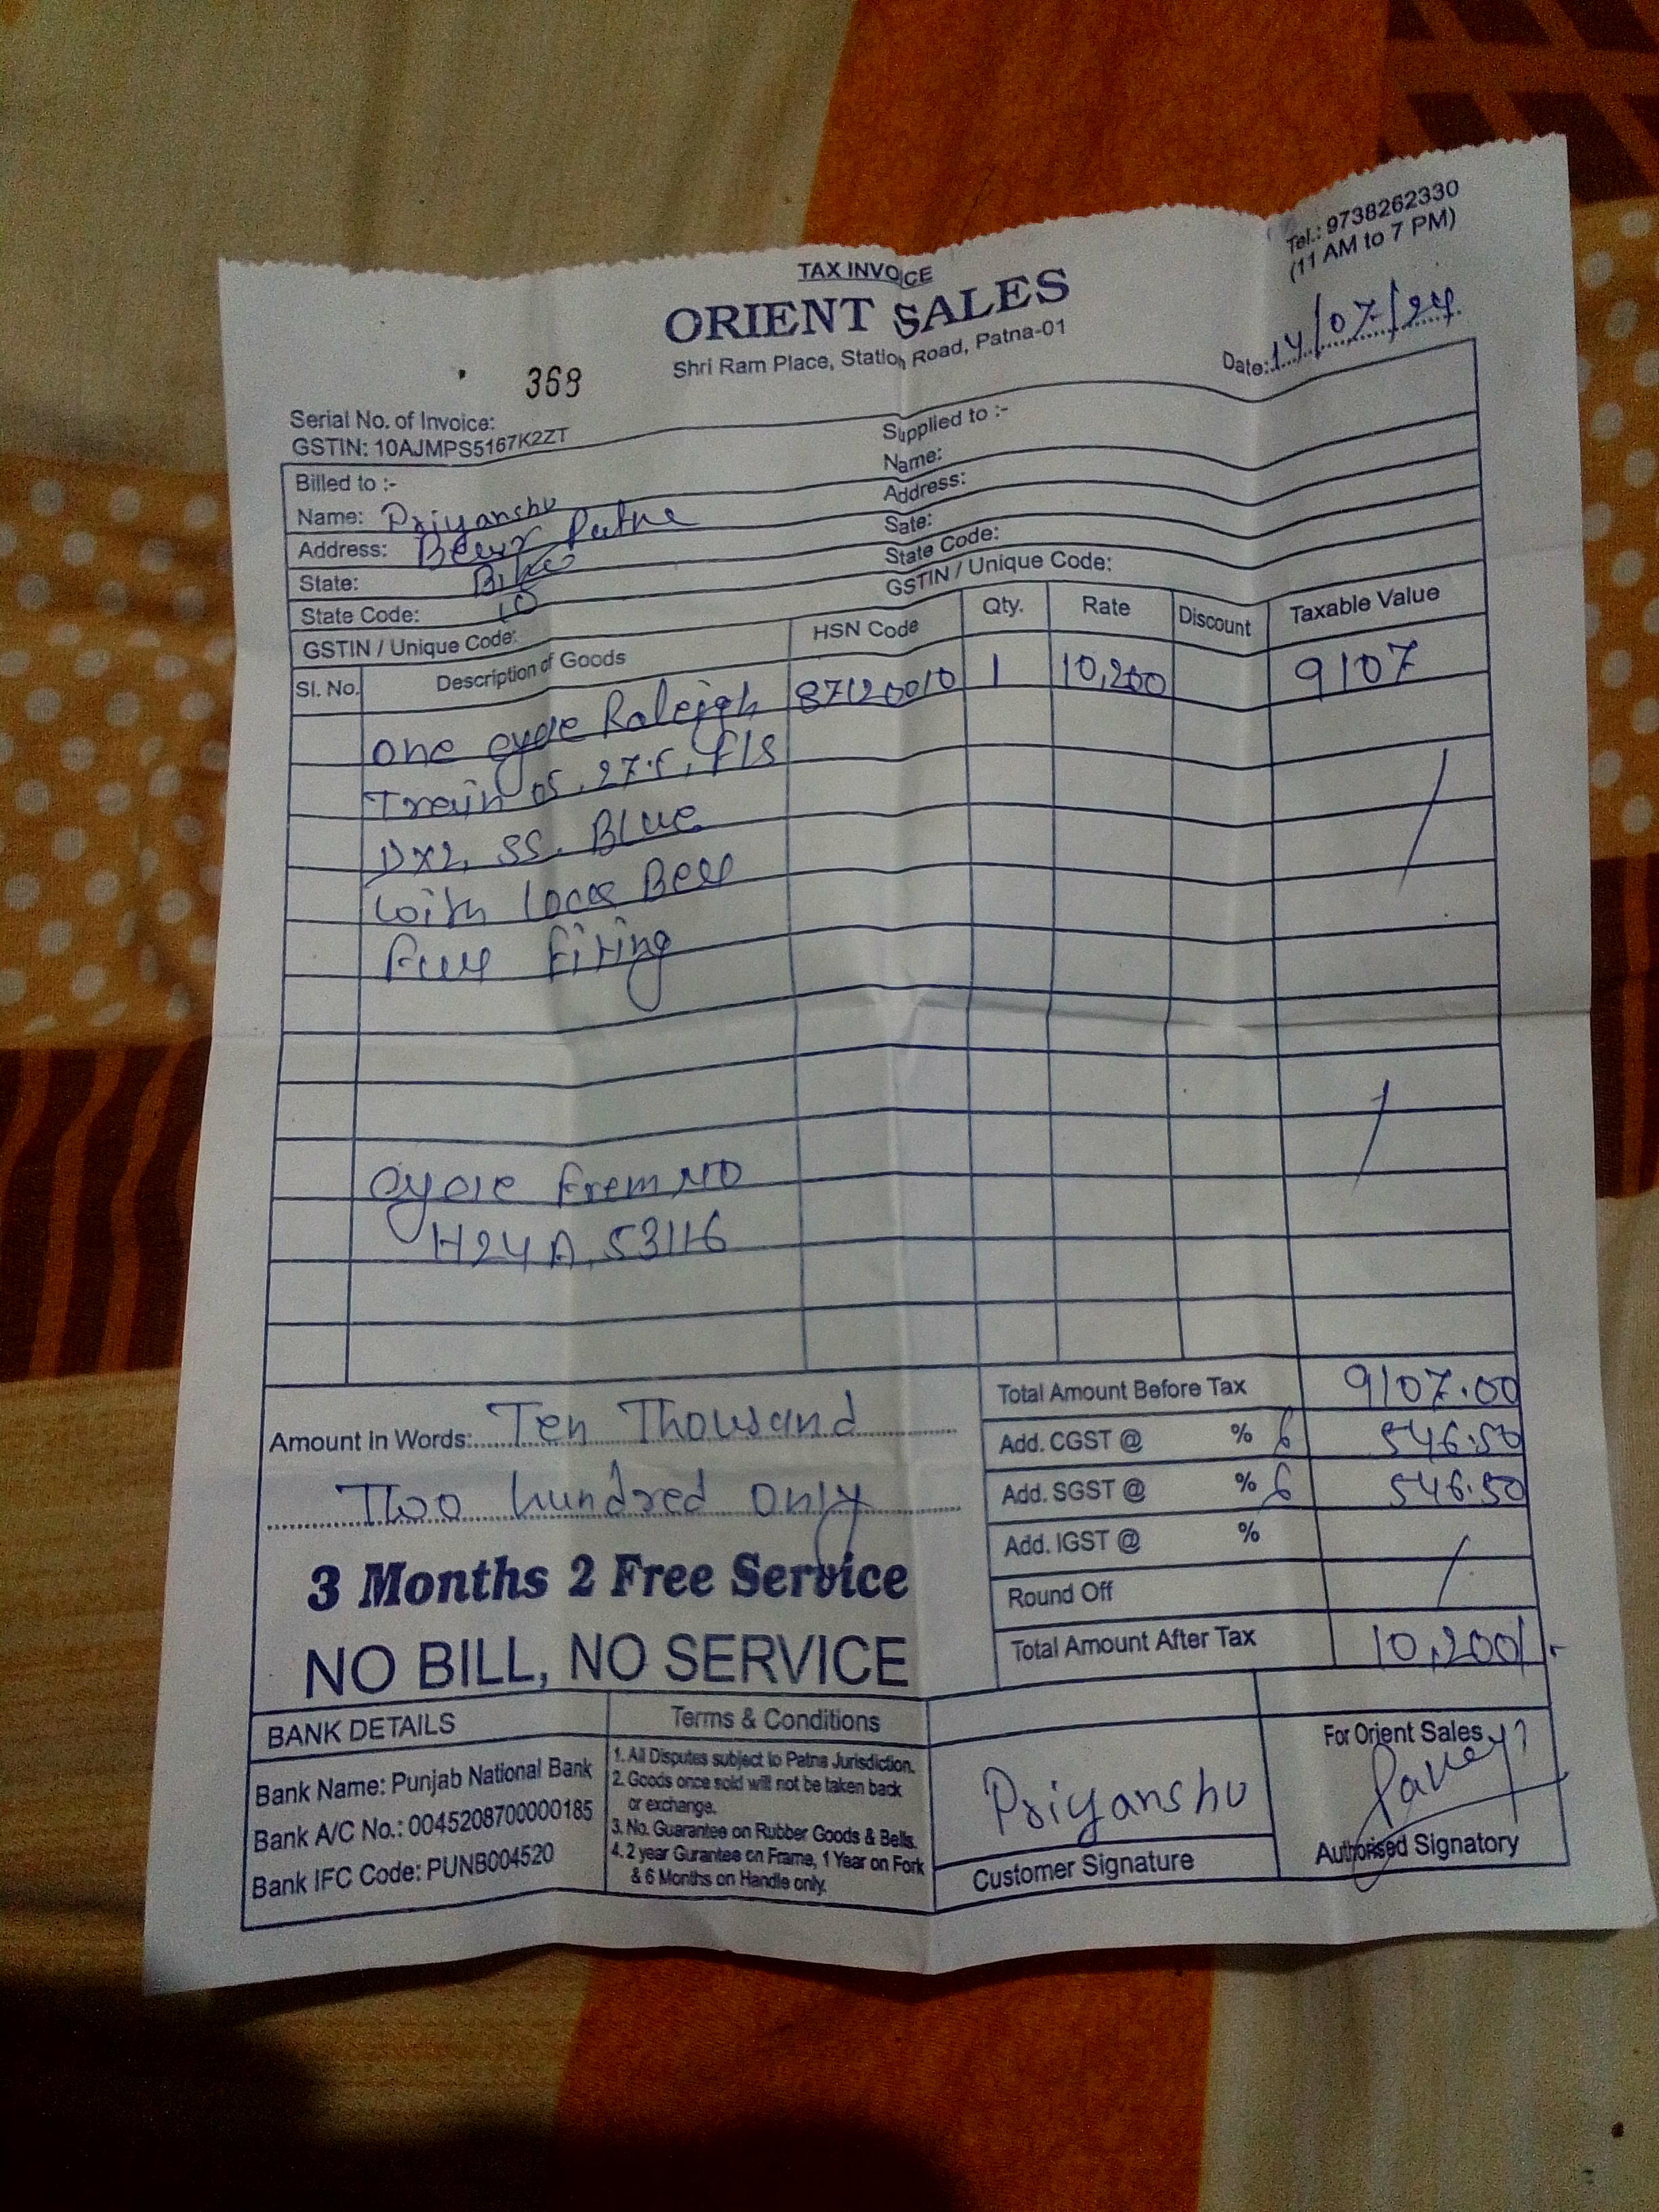 TAX INVOICE
ORIENT SALES
Shri Ram Place, Station Road, Patna-01
Tel.: 9738262330
(11 AM to 7 PM)
Date: 14/07/24
368
Serial No. of Invoice:
GSTIN: 10AJMPS5167K2ZT
Billed to :-
Name: Priyanshu
Address: Beur Patna
State:
State Code: 10
GSTIN / Unique Code:
Supplied to :-
Name:
Address:
Sate:
State Code:
GSTIN / Unique Code:
Sl. No. Description of Goods HSN Code Qty. Rate Discount Taxable Value
One cycle Raleigh 87120010 1 10,200 9107
27.5, F/S
DX2, SS. Blue
with lock Bell
Full Fitting
Cycle Frem NO
H24A 53116
Amount in Words: Ten Thousand
Two hundred only
3 Months 2 Free Service
NO BILL, NO SERVICE
Total Amount Before Tax 9107.00
Add. CGST @ % 6 546.50
Add. SGST @ % 6 546.50
Add. IGST @ %
Round Off
Total Amount After Tax 10,200/-
BANK DETAILS
Bank Name: Punjab National Bank
Bank A/C No.: 0045208700000185
Bank IFC Code: PUNB004520
Terms & Conditions
1. All Disputes subject to Patna Jurisdiction.
2. Goods once sold will not be taken back
or exchange.
3. No. Guarantee on Rubber Goods & Bells.
4. 2 year Gurantee on Frame, 1 Year on Fork
& 6 Months on Handle only.
Priyanshu
Customer Signature
For Orient Sales
Authorised Signatory